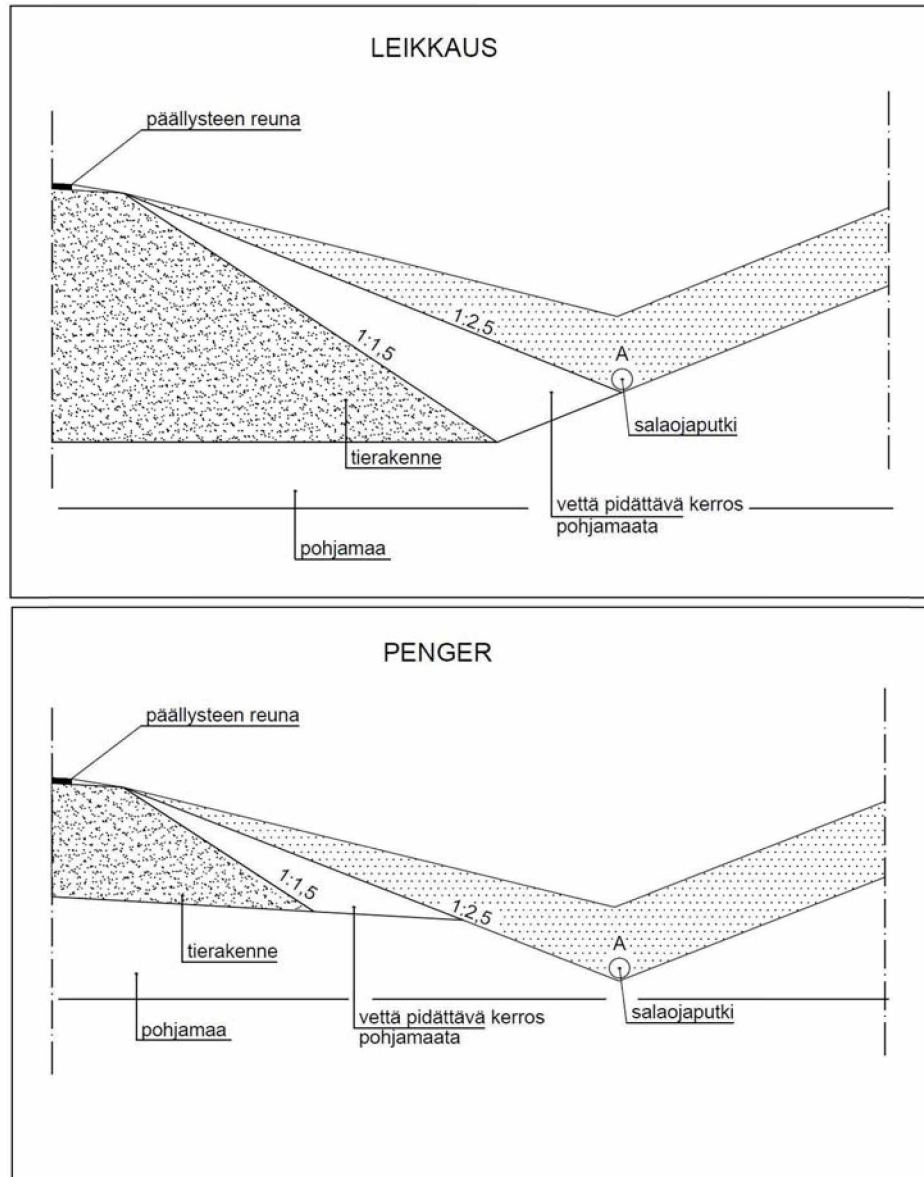 LEIKKAUS
päällysteen reuna
1:2,5
1:1,5
A
salaojaputki
tierakenne
vettä pidättävä kerros
pohjamaata
pohjamaa
PENGER
päällysteen reuna
1:1,5
1:2,5
A
tierakenne
salaojaputki
vettä pidättävä kerros
pohjamaata
pohjamaa